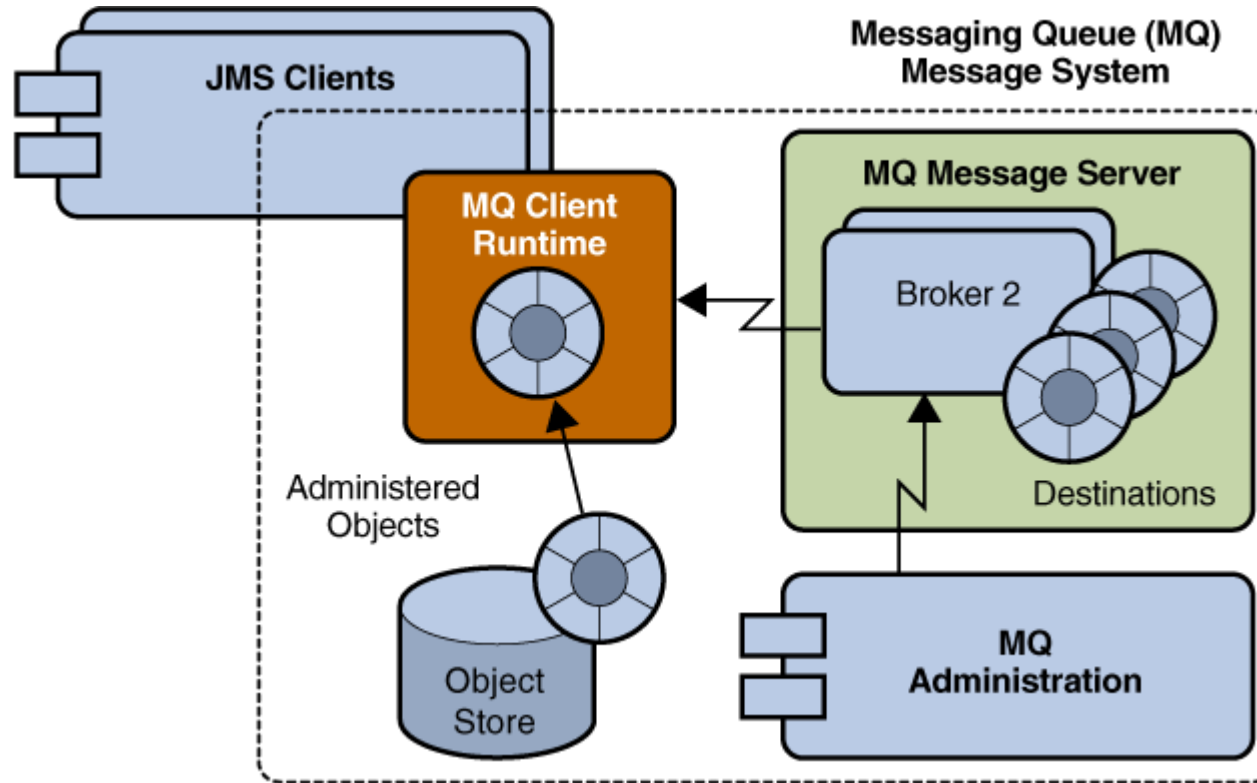 Messaging Queue (MQ)
Message System
JMS Clients
MQ Message Server
MQ Client
Runtime
Broker 2
Administered
Objects
Destinations
Object
Store
MQ
Administration